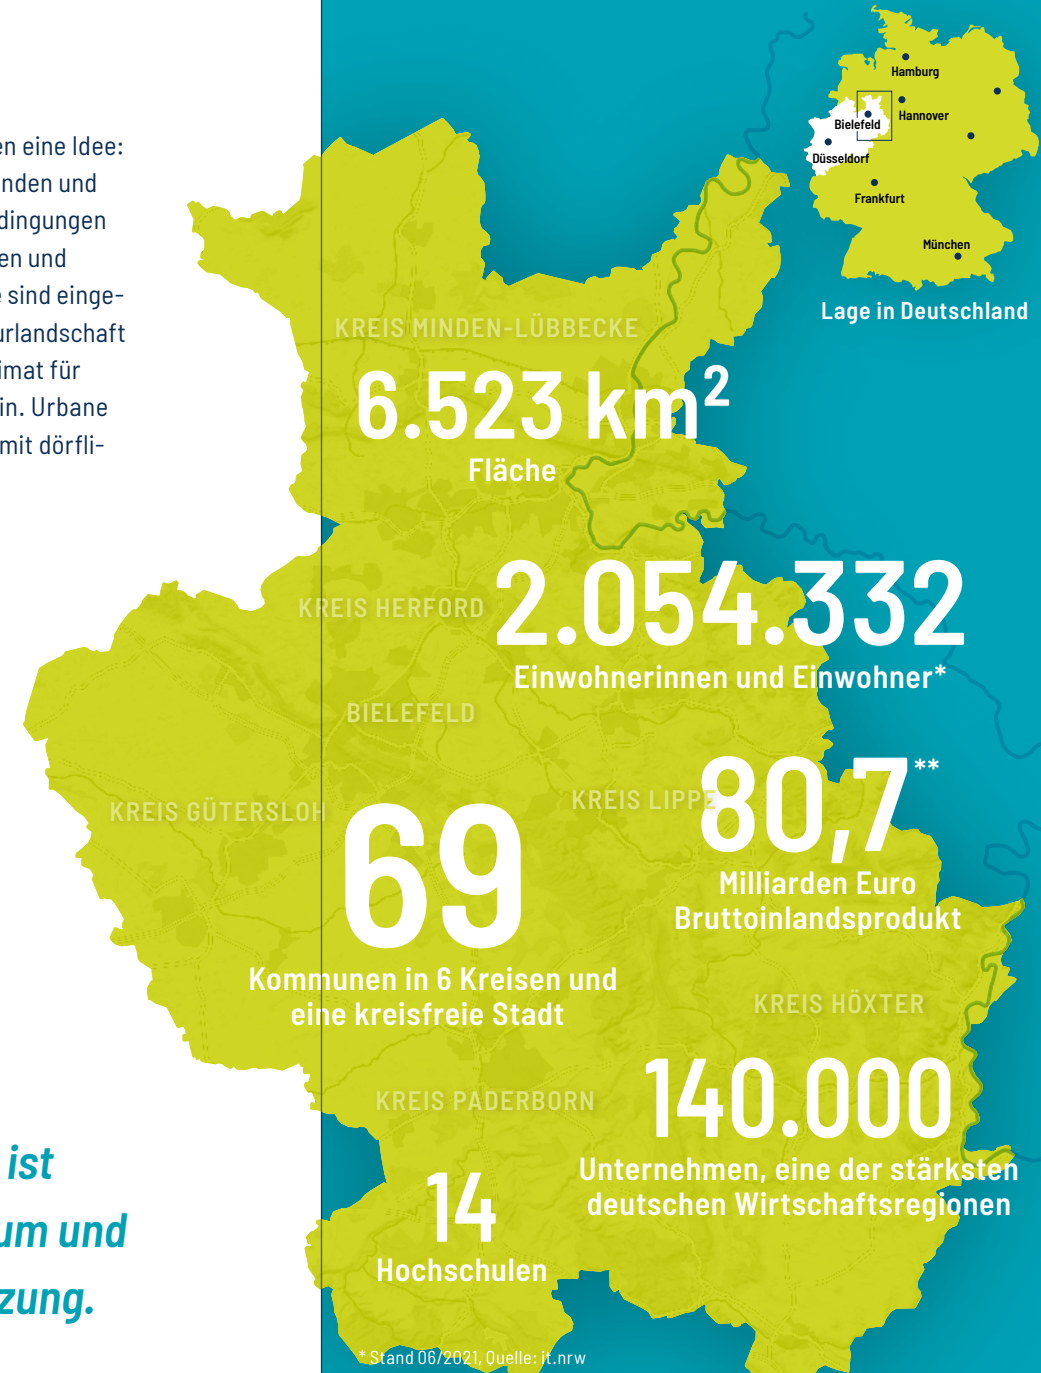 en eine Idee:
nden und
dingungen
en und
e sind einge-
urlandschaft
imat für
in. Urbane
mit dörfli-
ist
um und
zung.
Hamburg
Hannover
Bielefeld
Düsseldorf
Frankfurt
München
Lage in Deutschland
KREIS MINDEN-LÜBBECKE
6.523 km²
Fläche
KREIS HERFORD
2.054.332
Einwohnerinnen und Einwohner*
BIELEFELD
KREIS GÜTERSLOH
KREIS LIPPE
80,7**
Milliarden Euro
Bruttoinlandsprodukt
69
Kommunen in 6 Kreisen und
eine kreisfreie Stadt
KREIS HÖXTER
KREIS PADERBORN
140.000
Unternehmen, eine der stärksten
deutschen Wirtschaftsregionen
14
Hochschulen
* Stand 06/2021, Quelle: it.nrw